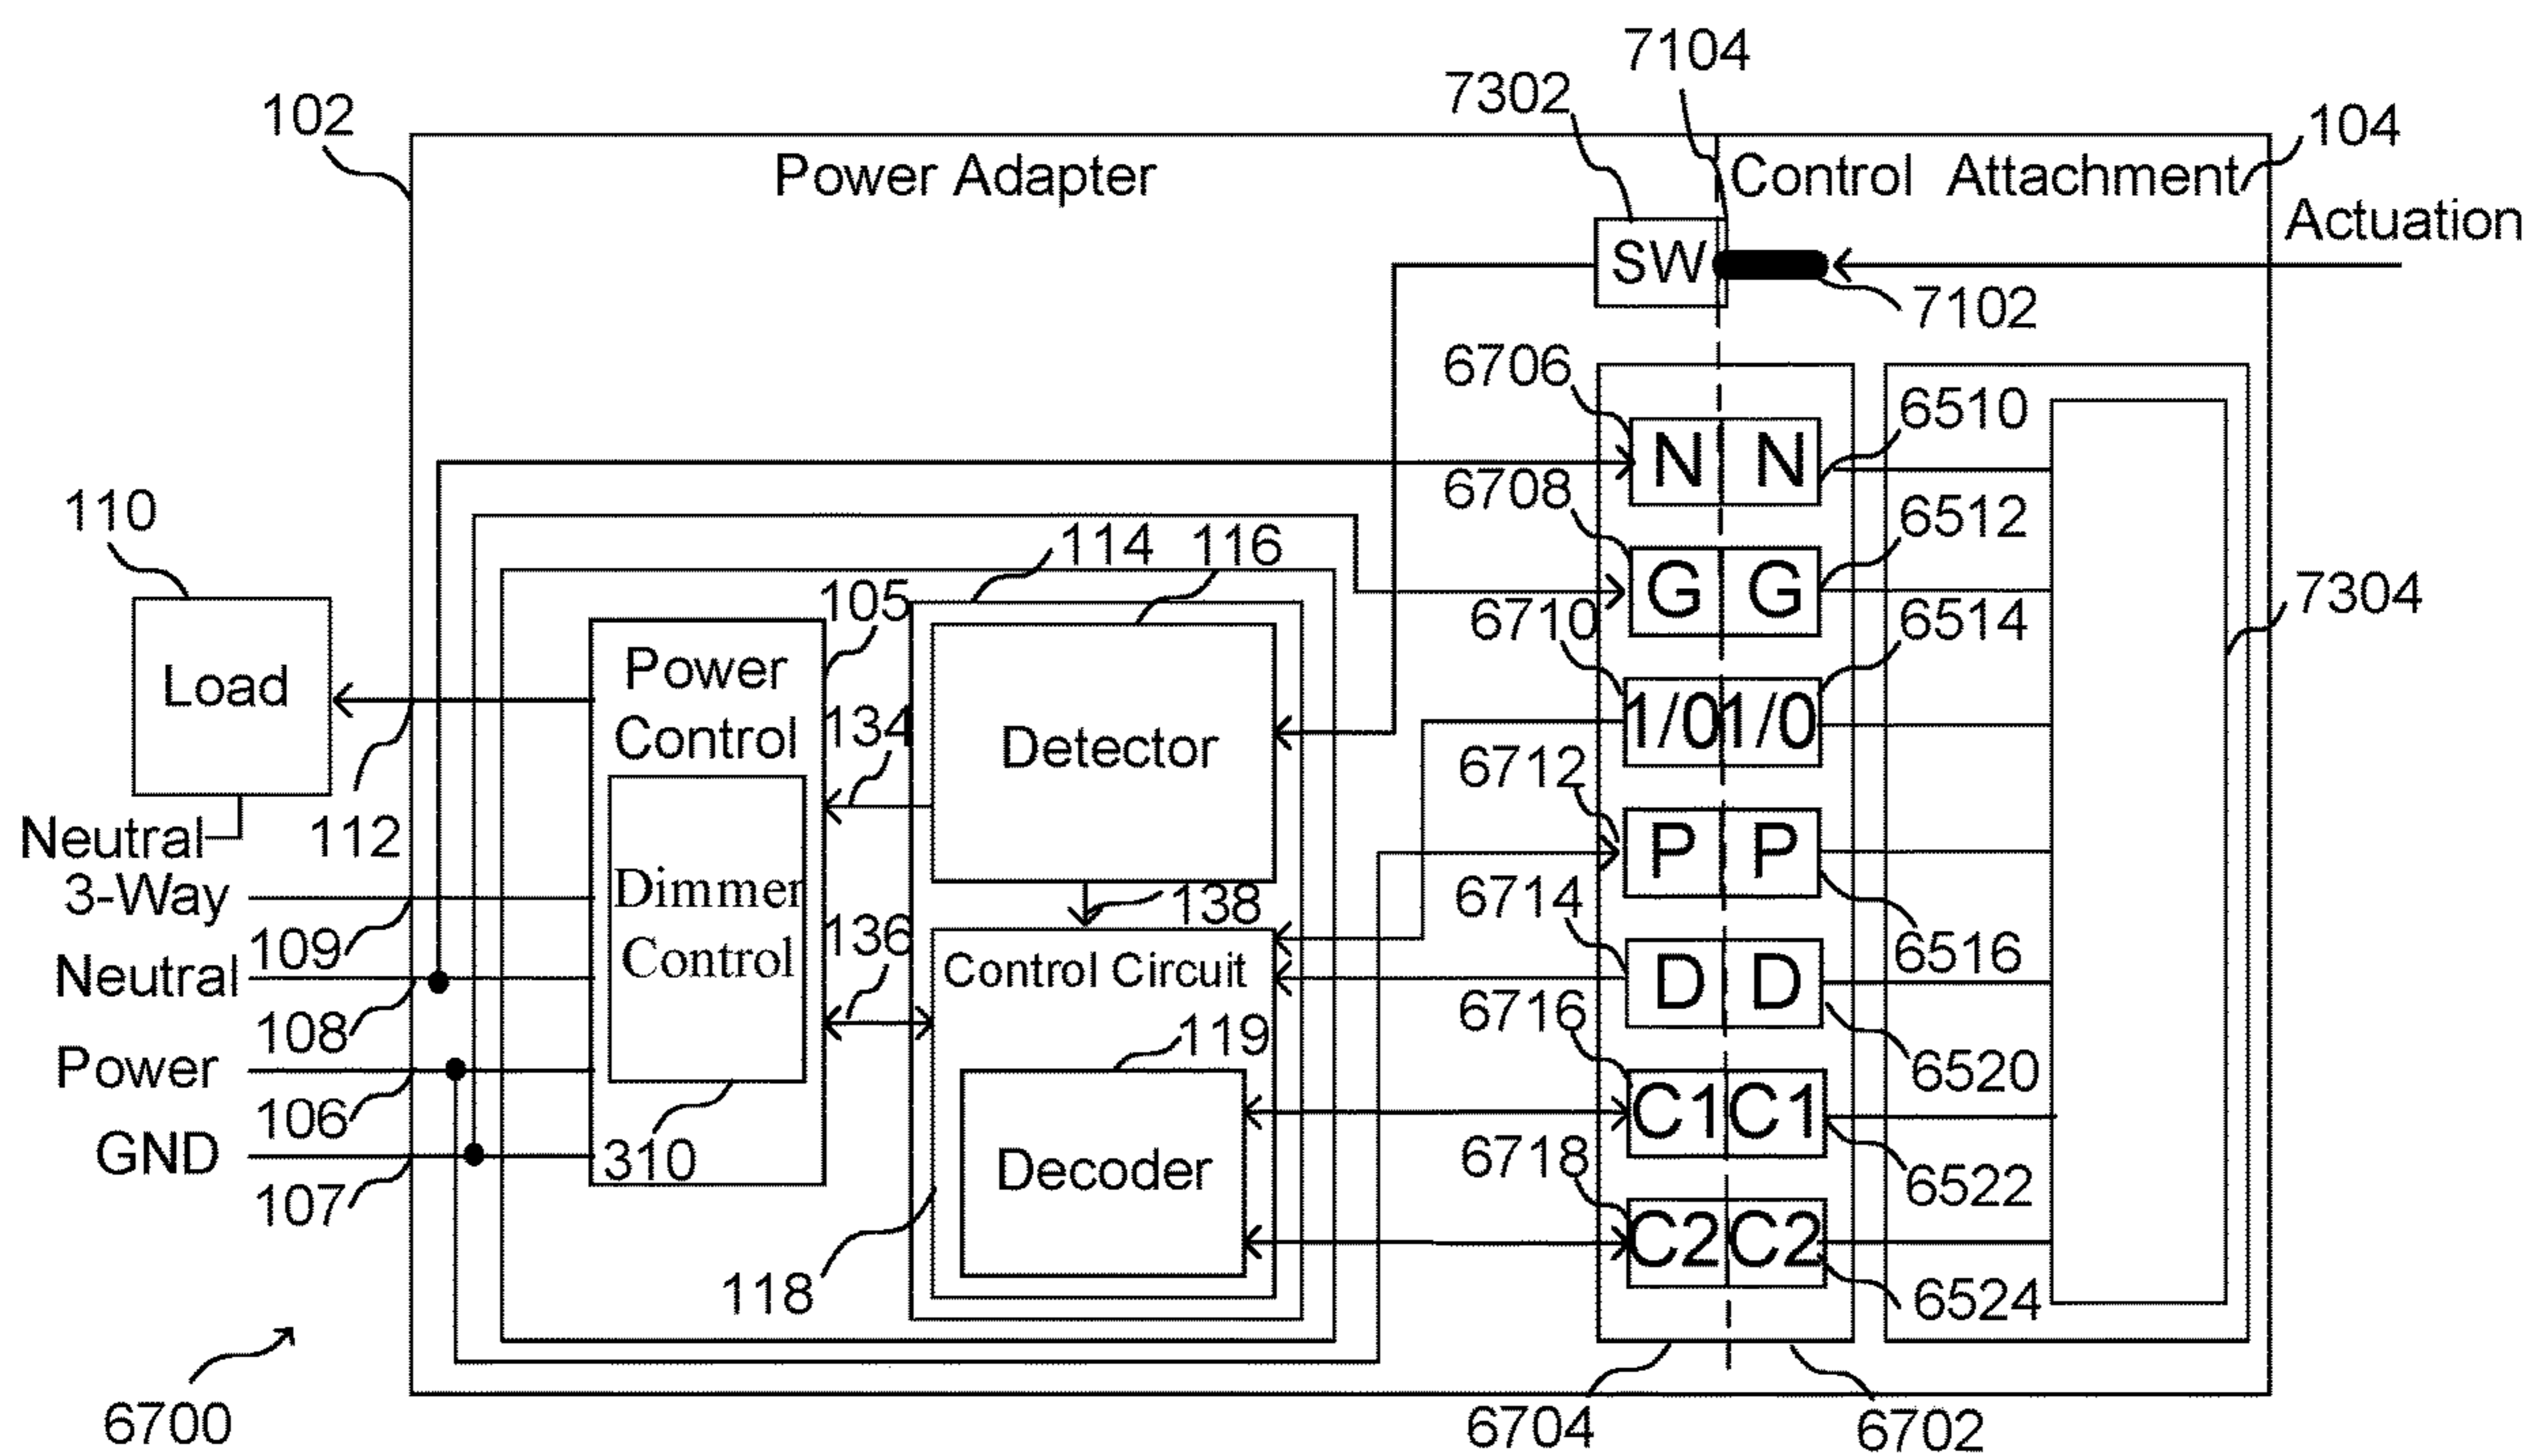 7104
7302
102
104
Power Adapter
Control Attachment
Actuation
SW
7102
6706
6510
N N
6708
110
6512
114
116
G G
7304
105
6710
6514
Power
Control
Load
Detector
1/0 1/0
134
6712
Neutral
112
P P
3-Way
Dimmer
Control
138
6714
109
136
6516
Neutral
Control Circuit
D D
108
119
6716
6520
Power
106
C1 C1
GND
310
Decoder
6718
107
6522
C2 C2
118
6524
6700
6704
6702